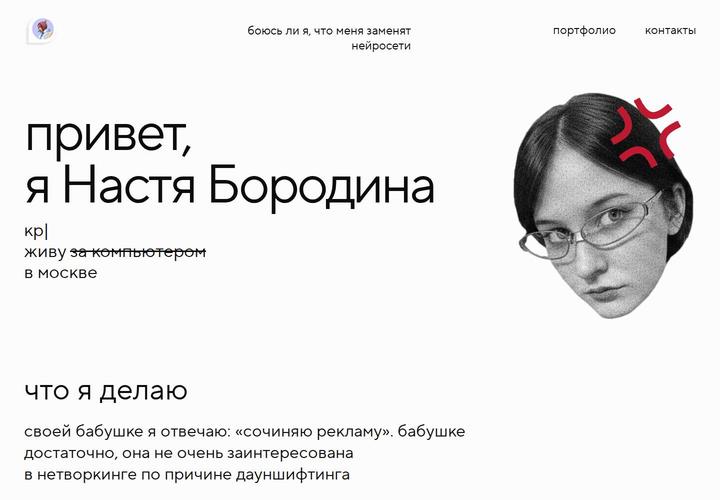 боюсь ли я, что меня заменят
нейросети
портфолио
контакты
привет,
я Настя Бородина
кр|
живу за компьютером
в москве
что я делаю
своей бабушке я отвечаю: «сочиняю рекламу». бабушке
достаточно, она не очень заинтересована
в нетворкинге по причине дауншифтинга